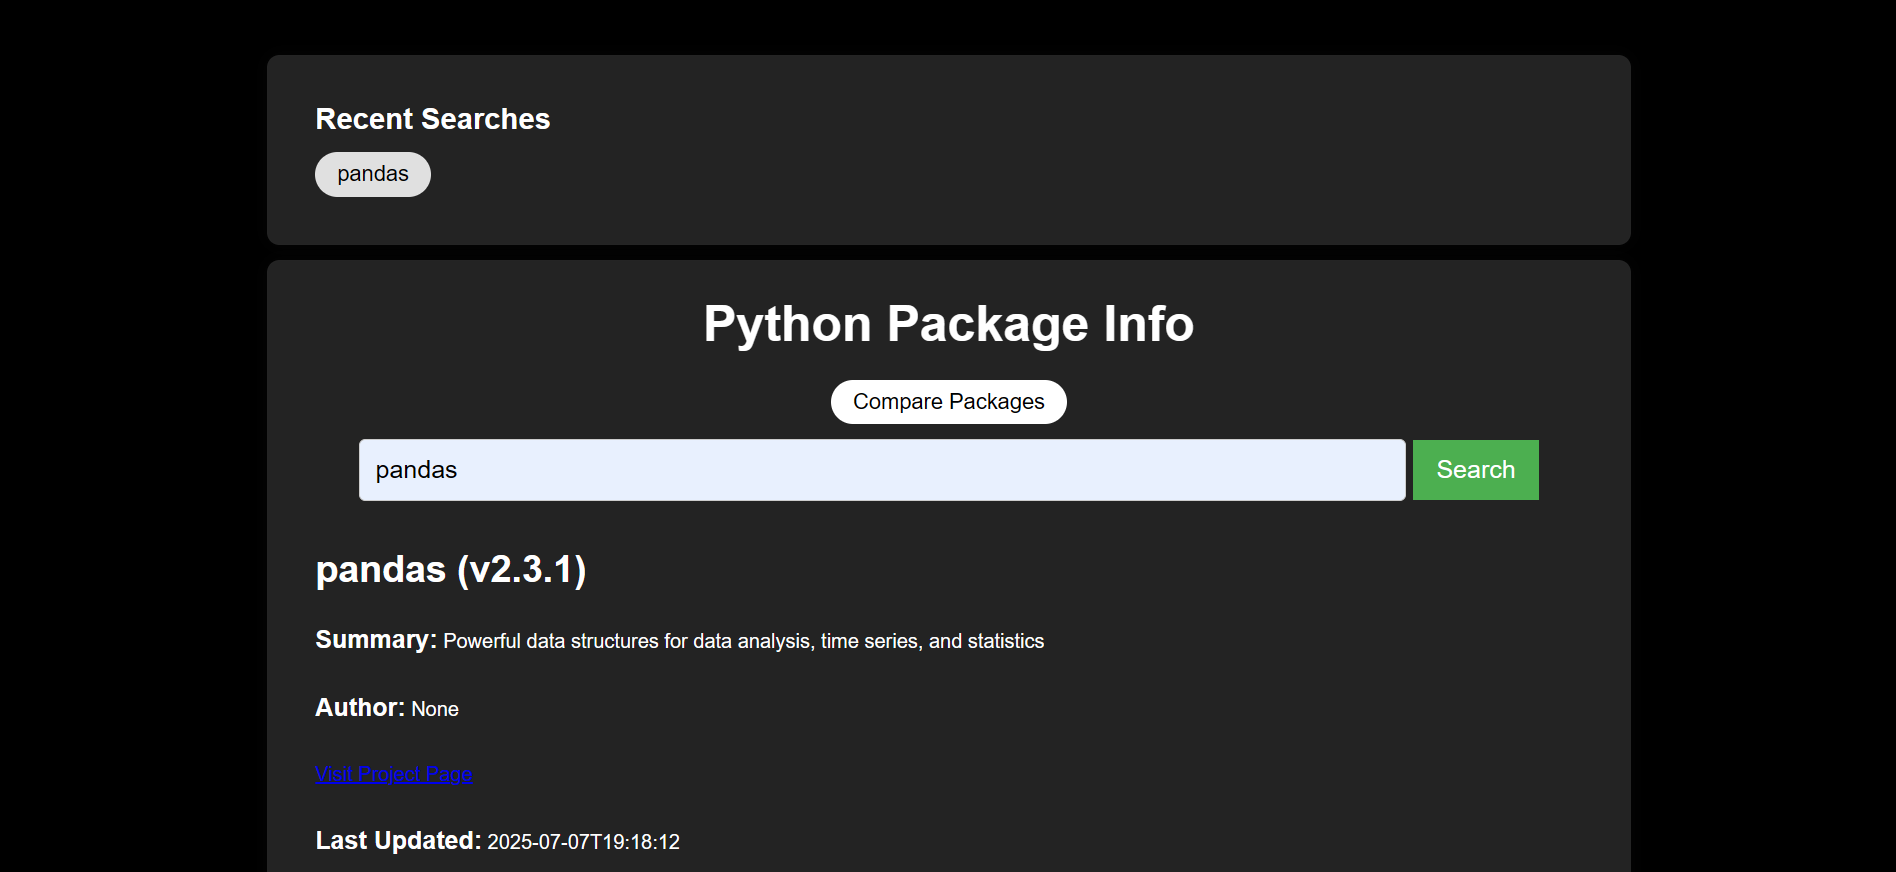 Recent Searches
pandas
Python Package Info
Compare Packages
pandas
Search
pandas (v2.3.1)
Summary: Powerful data structures for data analysis, time series, and statistics
Author: None
Visit Project Page
Last Updated: 2025-07-07T19:18:12